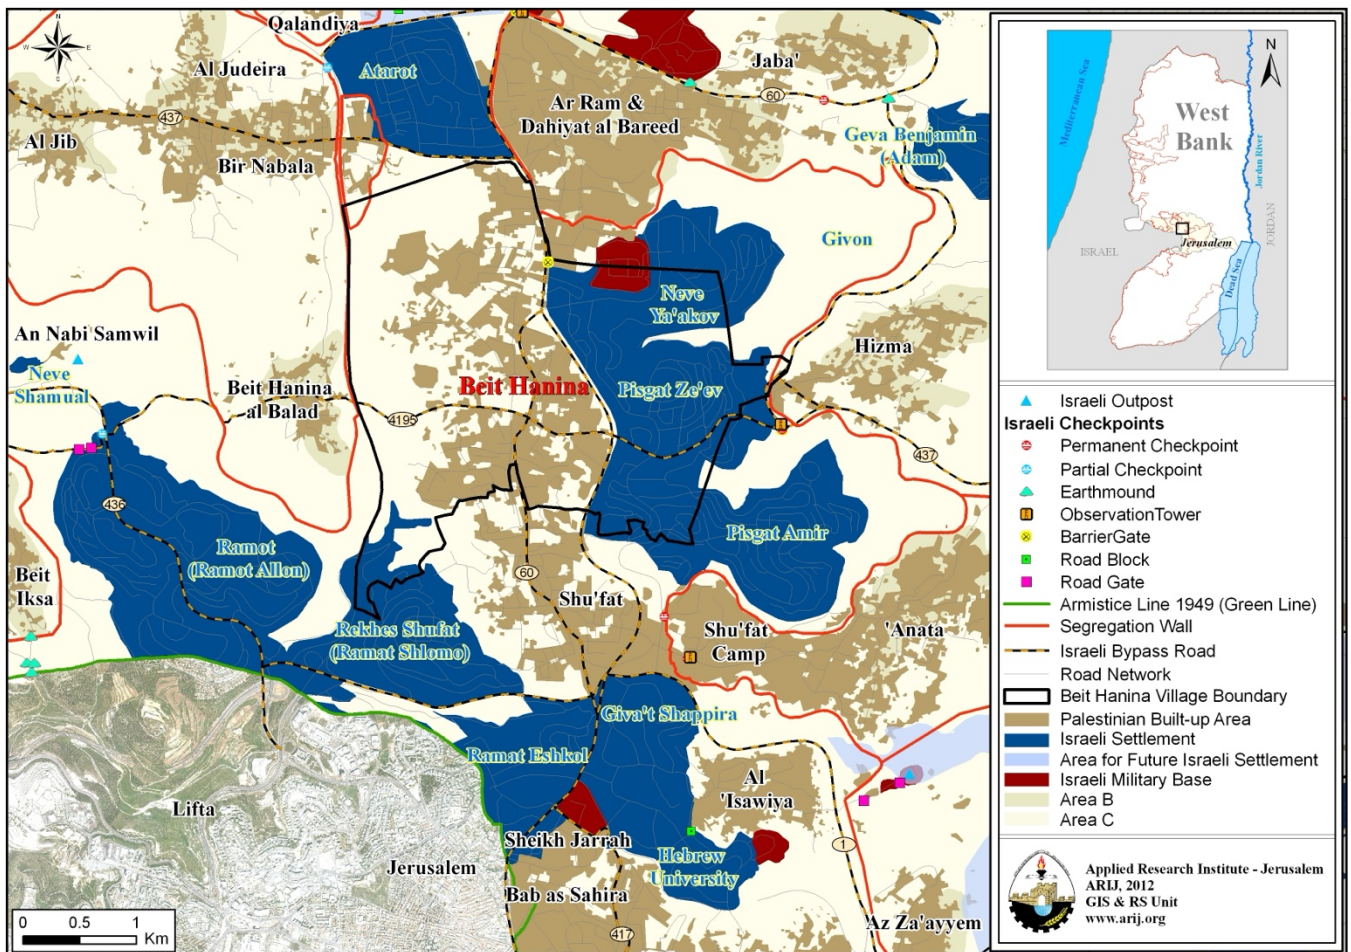 Qalandiya
Al Judeira
Atarot
Jaba'
60
Ar Ram &
Dahiyat al Bareed
437
Al Jib
Bir Nabala
Geva Benjamin
(Adam)
Givon
Neve
Ya'akov
An Nabi Samwil
Neve
Shamual
Hizma
Beit Hanina
al Balad
Beit Hanina
Pisgat Ze'ev
4195
437
436
Ramot
(Ramot Allon)
Pisgat Amir
Beit
Iksa
60
Shu'fat
Rekhes Shufat
(Ramat Shlomo)
Shu'fat
Camp
'Anata
Giva't Shappira
Ramat Eshkol
Al
'Isawiya
Lifta
Sheikh Jarrah
1
Jerusalem
Hebrew
University
Bab as Sahira
417
Az Za'ayyem
0 0.5 1
Km
N
W
E
S
N
Mediterranean Sea
West
Bank
Jordan River
JORDAN
ISRAEL
Jerusalem
Dead Sea
Israeli Outpost
Israeli Checkpoints
Permanent Checkpoint
Partial Checkpoint
Earthmound
ObservationTower
BarrierGate
Road Block
Road Gate
Armistice Line 1949 (Green Line)
Segregation Wall
Israeli Bypass Road
Road Network
Beit Hanina Village Boundary
Palestinian Built-up Area
Israeli Settlement
Area for Future Israeli Settlement
Israeli Military Base
Area B
Area C
Applied Research Institute - Jerusalem
ARIJ, 2012
GIS & RS Unit
www.arij.org